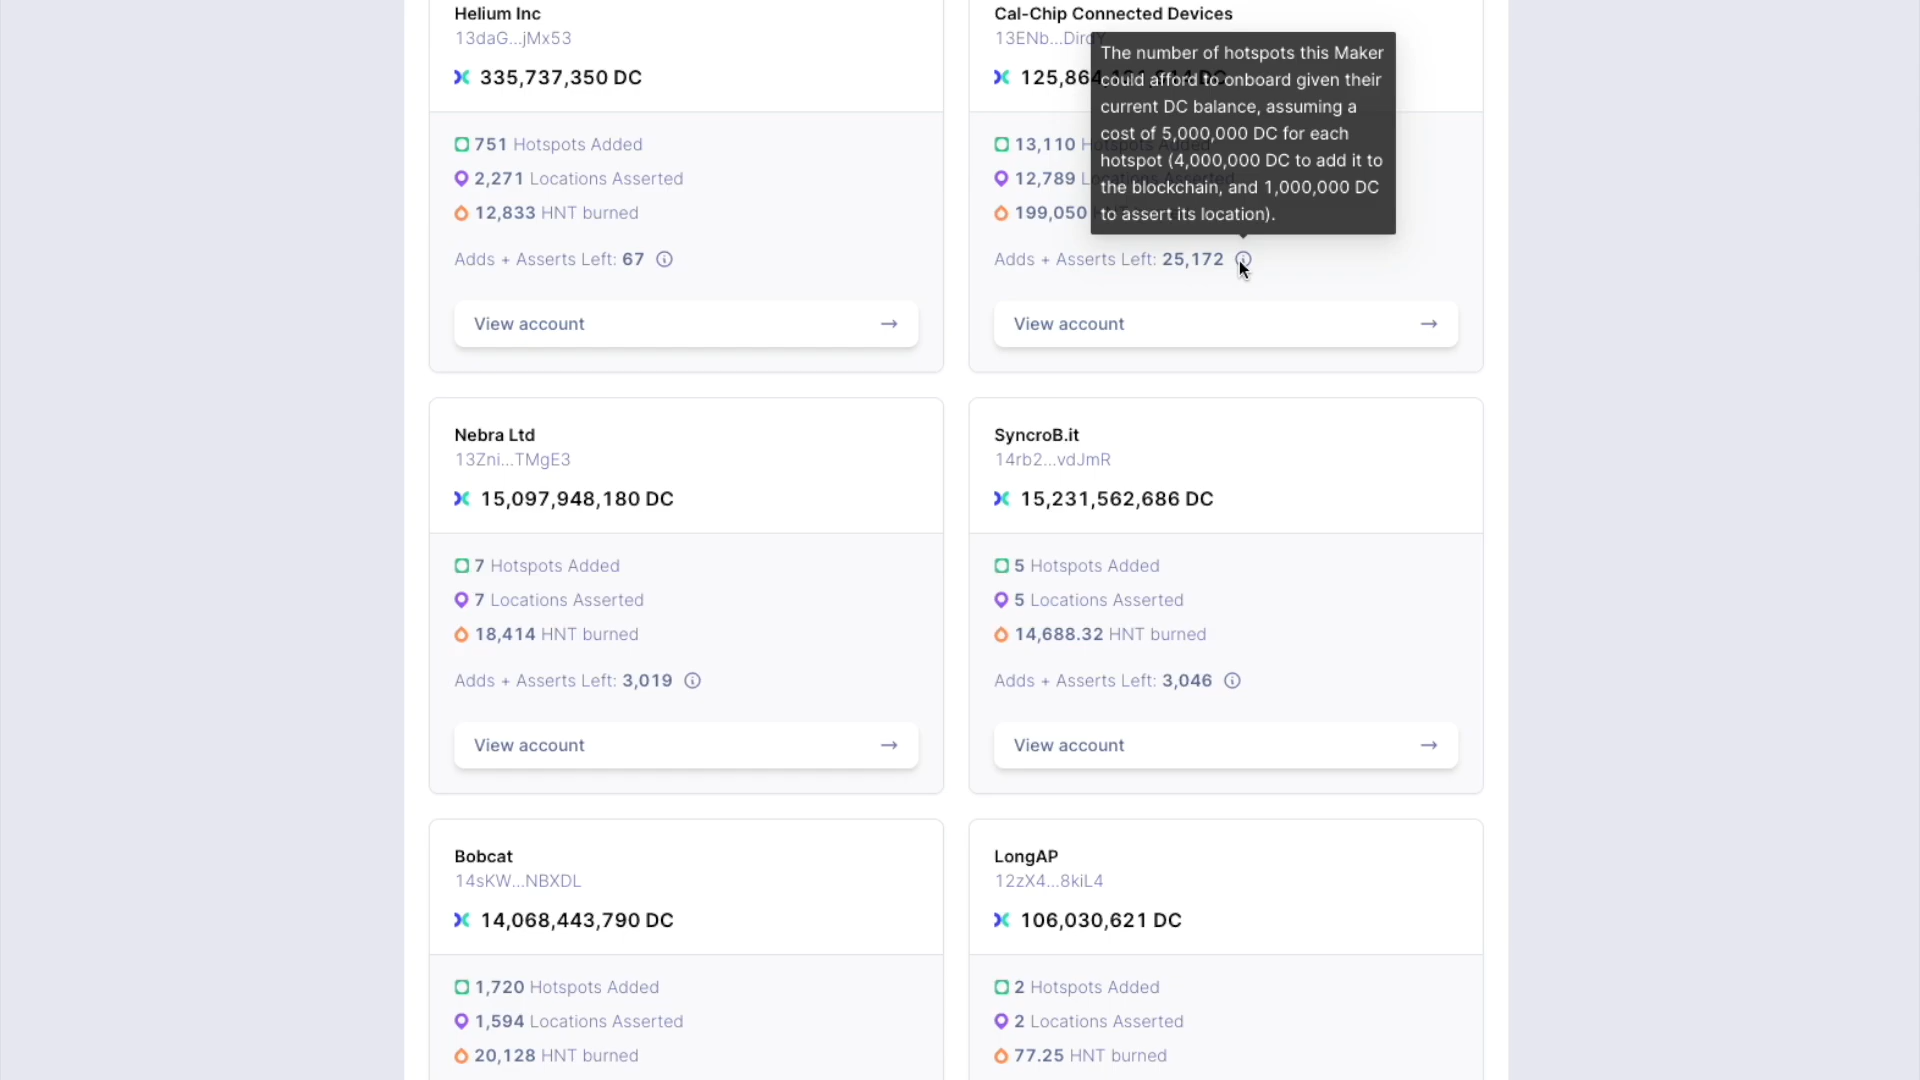 Helium Inc
13daG...jMx53
335,737,350 DC
751 Hotspots Added
2,271 Locations Asserted
12,833 HNT burned
Adds + Asserts Left: 67
View account
Cal-Chip Connected Devices
13ENb...Dird
125,864
The number of hotspots this Maker
could afford to onboard given their
current DC balance, assuming a
cost of 5,000,000 DC for each
hotspot (4,000,000 DC to add it to
the blockchain, and 1,000,000 DC
to assert its location).
13,110 Hotspots Added
12,789 Locations Asserted
199,050 HNT
Adds + Asserts Left: 25,172
View account
Nebra Ltd
13Zni...TMgE3
15,097,948,180 DC
7 Hotspots Added
7 Locations Asserted
18,414 HNT burned
Adds + Asserts Left: 3,019
View account
SyncroB.it
14rb2...vdJmR
15,231,562,686 DC
5 Hotspots Added
5 Locations Asserted
14,688.32 HNT burned
Adds + Asserts Left: 3,046
View account
Bobcat
14sKW...NBXDL
14,068,443,790 DC
1,720 Hotspots Added
1,594 Locations Asserted
20,128 HNT burned
LongAP
12zX4...8kiL4
106,030,621 DC
2 Hotspots Added
2 Locations Asserted
77.25 HNT burned